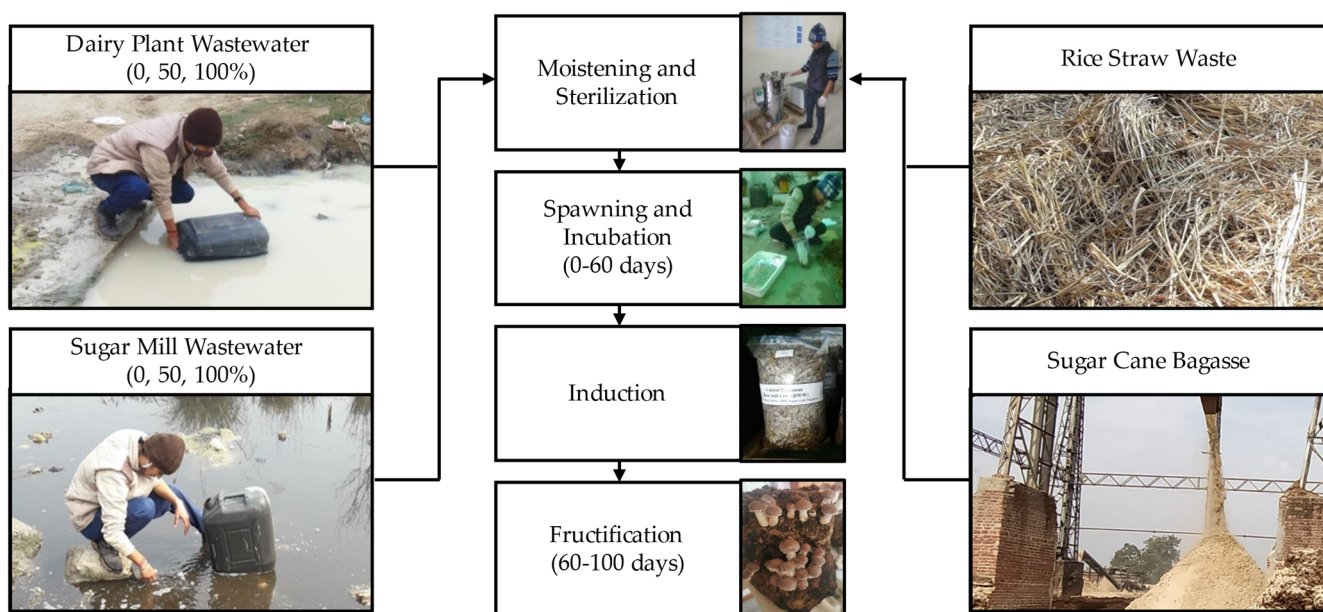 Dairy Plant Wastewater
(0, 50, 100%)
Sugar Mill Wastewater
(0, 50, 100%)
Moistening and
Sterilization
Spawning and
Incubation
(0-60 days)
Induction
Fructification
(60-100 days)
Rice Straw Waste
Sugar Cane Bagasse